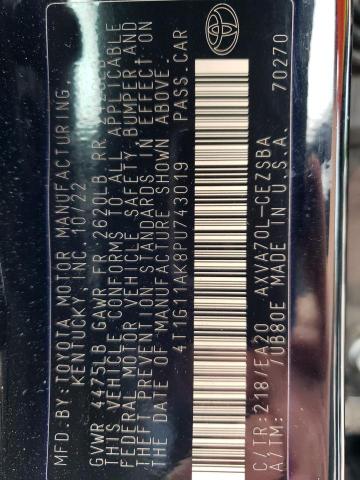 MFD.BY:TOYOTA MOTOR MANUFACTURING,
KENTUCKY, INC 10/22
GVWR 4475LB GAWR FR 2620LB RR
THIS VEHICLE CONFORMS TO ALL APPLICABLE
FEDERAL MOTOR VEHICLE SAFETY, BUMPER, AND
THEFT PREVENTION STANDARDS IN EFFECT ON
THE DATE OF MANUFACTURE SHOWN ABOVE.
4T1G11AK8PU743019 PASS.CAR
C/TR:218/EA20 AXVA70L-CEZSBA
A/TM: /UB80E MADE IN U.S.A. 70270